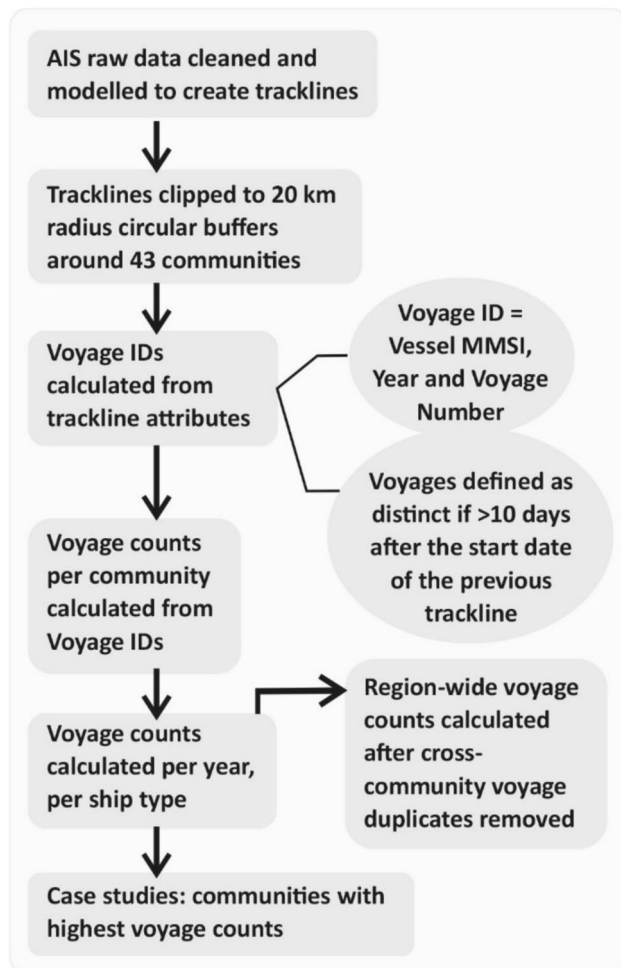 AIS raw data cleaned and
modelled to create tracklines
Tracklines clipped to 20 km
radius circular buffers
around 43 communities
Voyage IDs
calculated from
trackline attributes
Voyage ID =
Vessel MMSI,
Year and Voyage
Number
Voyages defined as
distinct if >10 days
after the start date
of the previous
trackline
Voyage counts
per community
calculated from
Voyage IDs
Voyage counts
calculated per year,
per ship type
Region-wide voyage
counts calculated
after cross-
community voyage
duplicates removed
Case studies: communities with
highest voyage counts